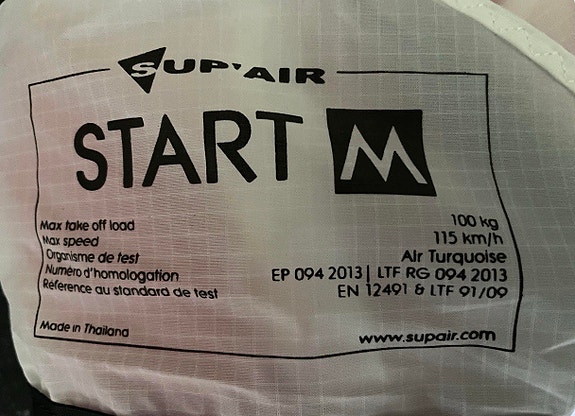 SUP'AIR
START M
Max take off load 100 kg
Max speed 115 km/h
Organisme de test Air Turquoise
Numéro d'homologation EP 094 2013 | LTF RG 094 2013
Réference au standard de test EN 12491 & LTF 91/09
Made in Thailand www.supair.com